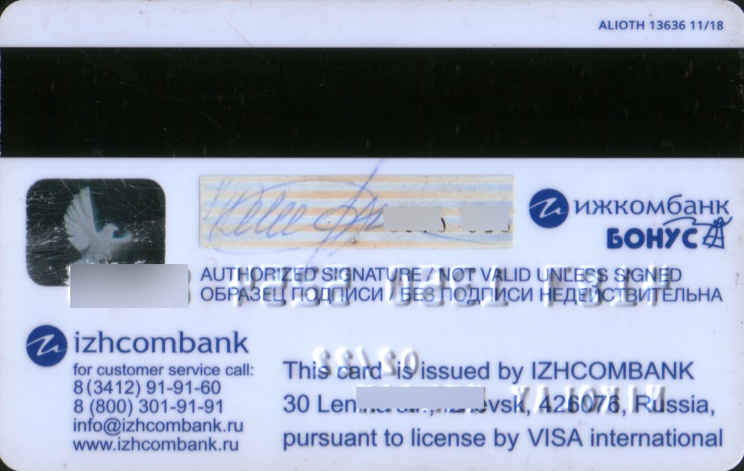 ALIOTH 13636 11/18
ижкомбанк
БОНУС
AUTHORIZED SIGNATURE / NOT VALID UNLESS SIGNED
ОБРАЗЕЦ ПОДПИСИ / БЕЗ ПОДПИСИ НЕДЕЙСТВИТЕЛЬНА
izhcombank
for customer service call:
8 (3412) 91-91-60
8 (800) 301-91-91
info@izhcombank.ru
www.izhcombank.ru
This card is issued by IZHCOMBANK
30 426076, Russia,
pursuant to license by VISA international